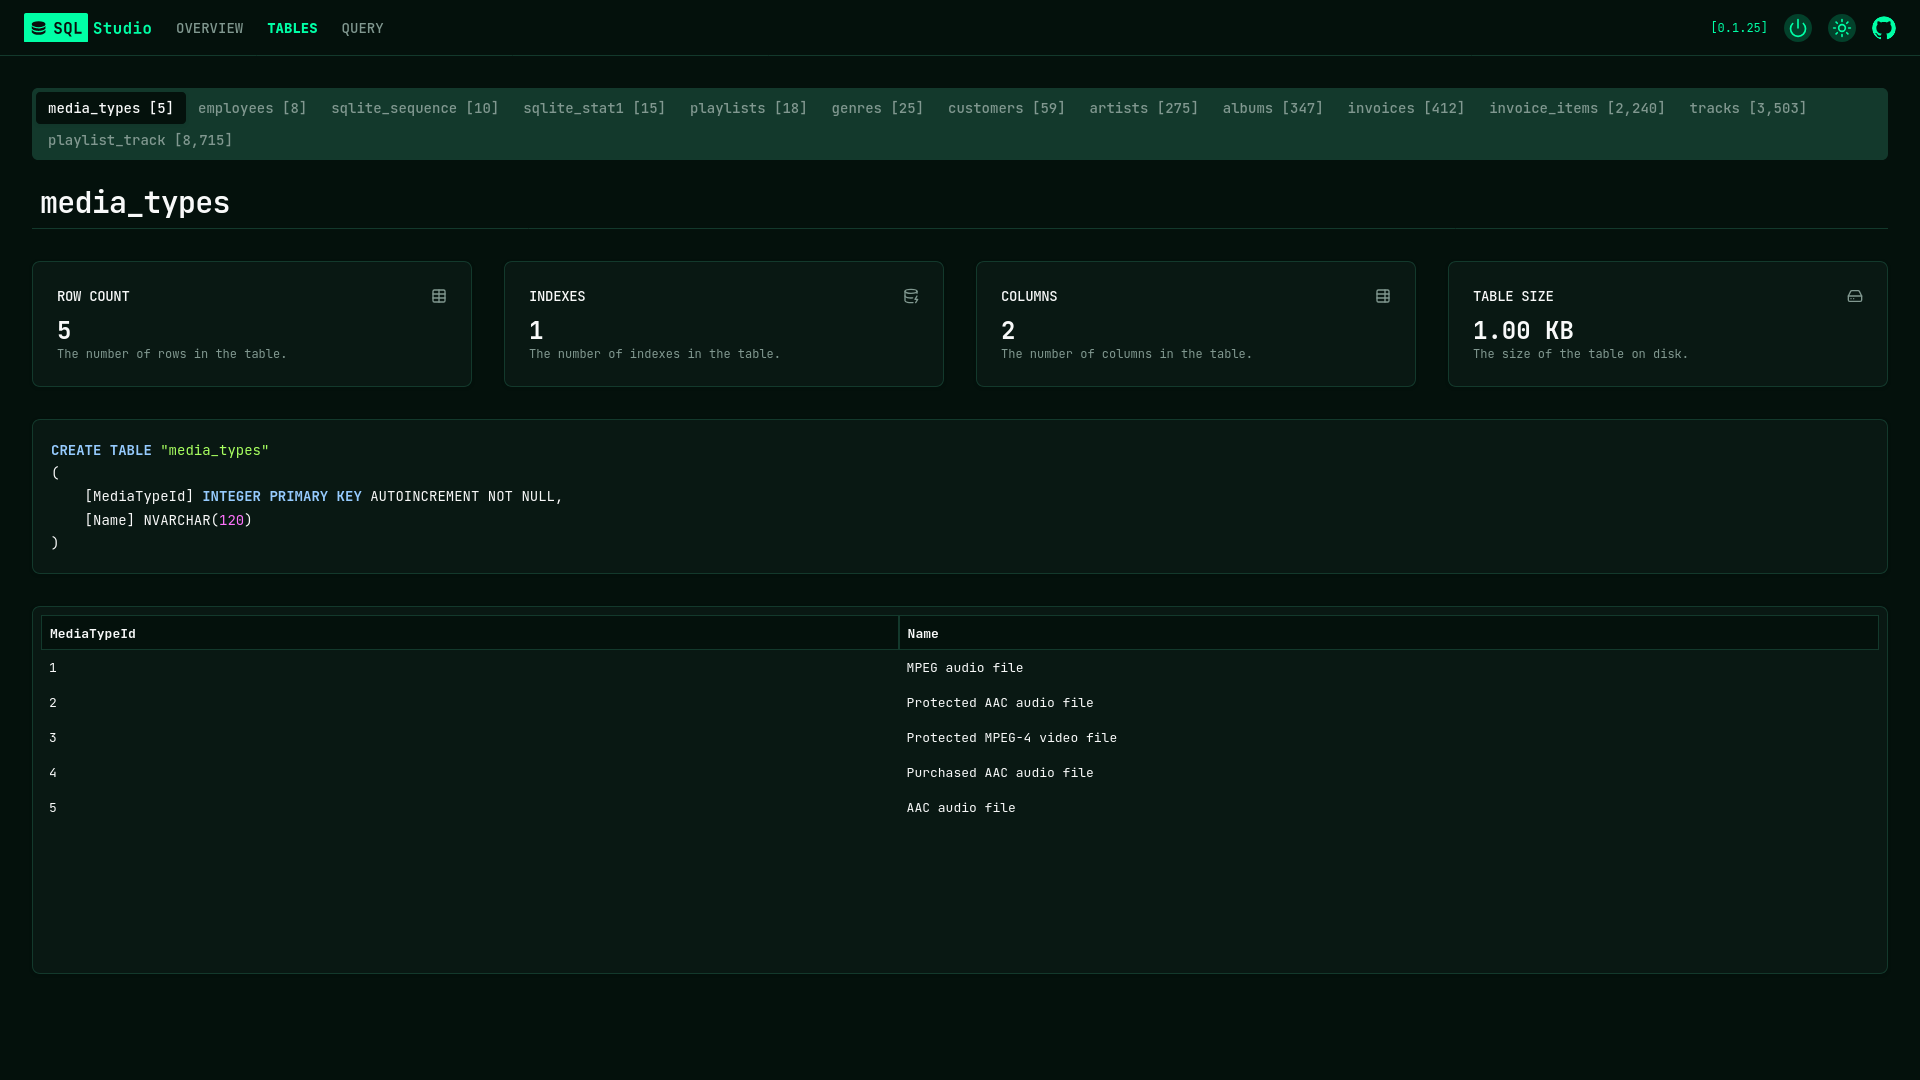 SQL Studio OVERVIEW TABLES QUERY [0.1.25]
media_types [5] employees [8] sqlite_sequence [10] sqlite_stat1 [15] playlists [18] genres [25] customers [59] artists [275] albums [347] invoices [412] invoice_items [2,240] tracks [3,503]
playlist_track [8,715]
media_types
ROW COUNT
5
The number of rows in the table.
INDEXES
1
The number of indexes in the table.
COLUMNS
2
The number of columns in the table.
TABLE SIZE
1.00 KB
The size of the table on disk.
CREATE TABLE "media_types"
(
    [MediaTypeId] INTEGER PRIMARY KEY AUTOINCREMENT NOT NULL,
    [Name] NVARCHAR(120)
)
MediaTypeId Name
1 MPEG audio file
2 Protected AAC audio file
3 Protected MPEG-4 video file
4 Purchased AAC audio file
5 AAC audio file